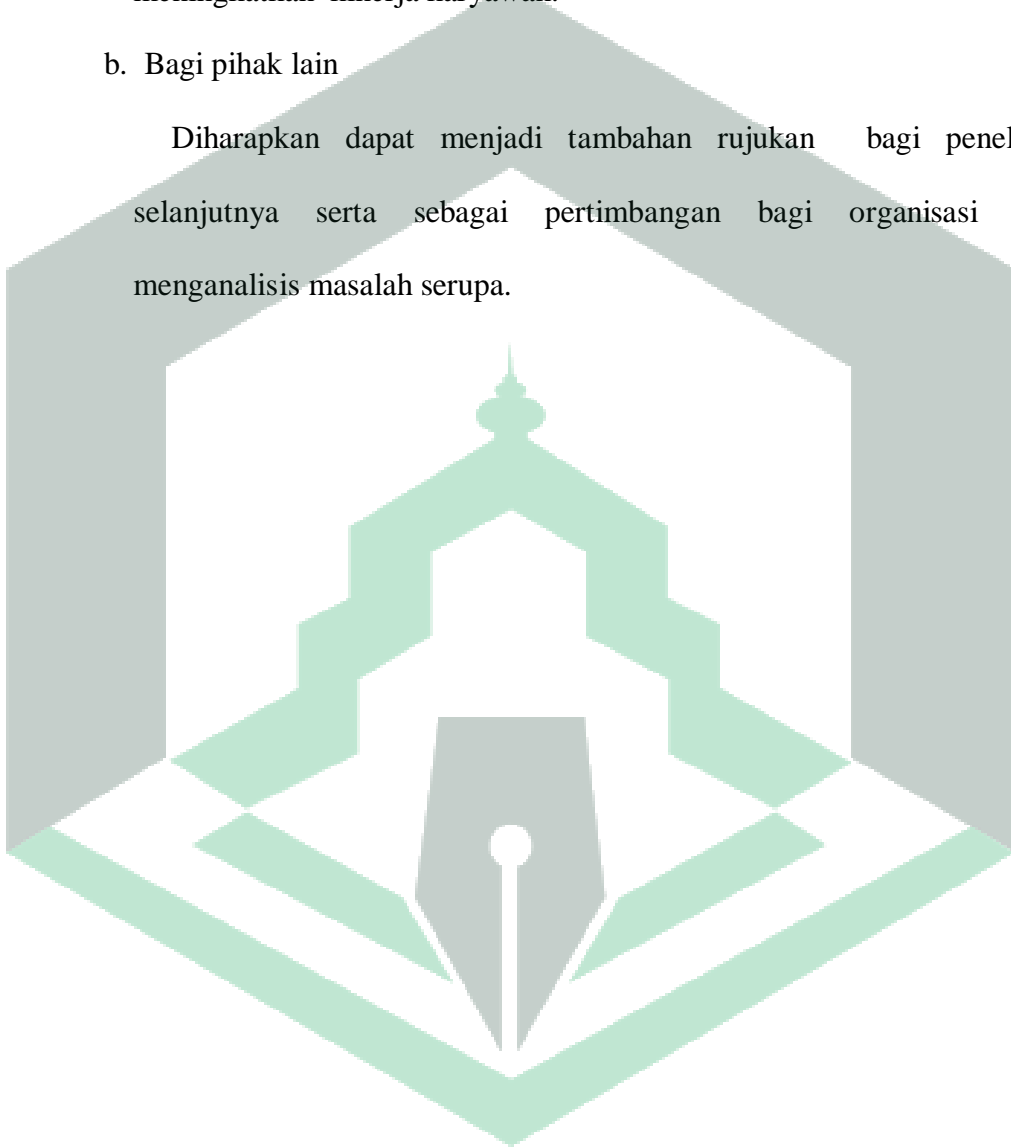 b. Bagi pihak lain
Diharapkan dapat menjadi tambahan rujukan bagi
selanjutnya serta sebagai pertimbangan bagi organisasi
menganalisis masalah serupa.